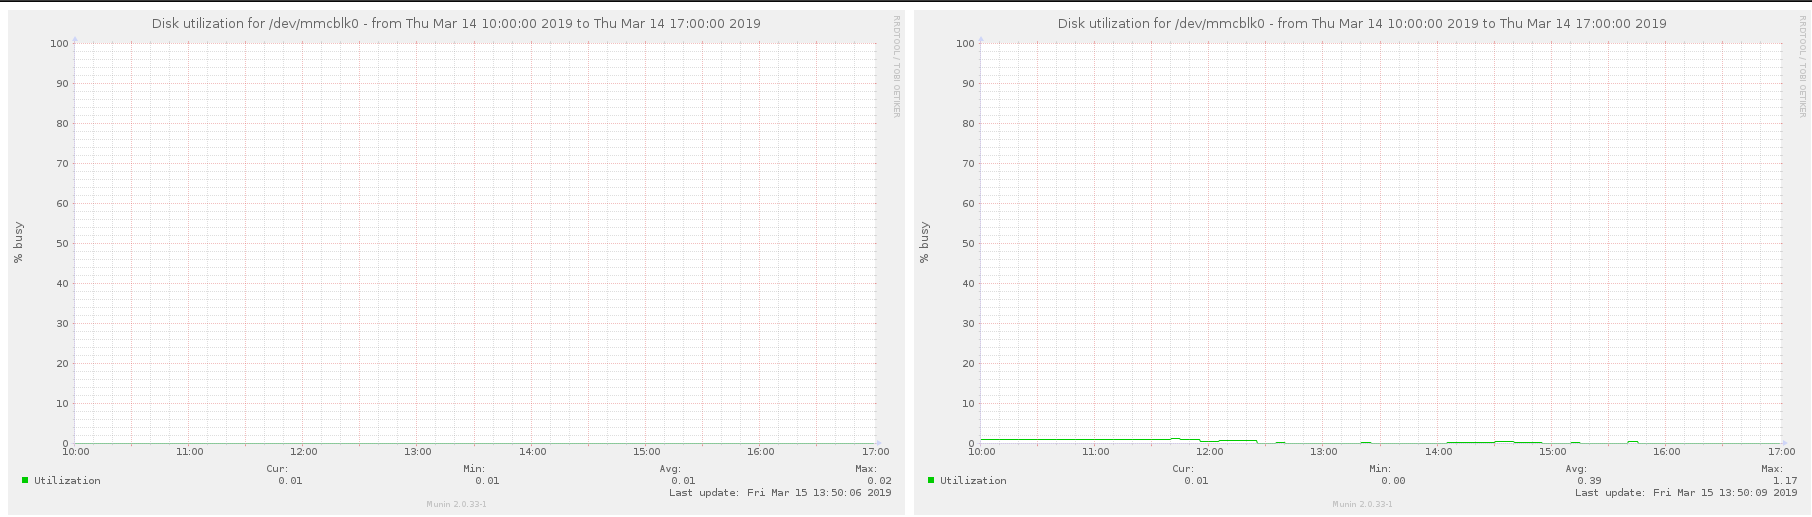 Disk utilization for /dev/mmcblk0 - from Thu Mar 14 10:00:00 2019 to Thu Mar 14 17:00:00 2019
RRDTOOL / TOBI OETIKER
% busy
100
90
80
70
60
50
40
30
20
10
0
10:00 11:00 12:00 13:00 14:00 15:00 16:00 17:00
Cur: Min: Avg: Max:
Utilization 0.01 0.01 0.01 0.02
Last update: Fri Mar 15 13:50:06 2019
Munin 2.0.33-1
Disk utilization for /dev/mmcblk0 - from Thu Mar 14 10:00:00 2019 to Thu Mar 14 17:00:00 2019
RRDTOOL / TOBI OETIKER
% busy
100
90
80
70
60
50
40
30
20
10
0
10:00 11:00 12:00 13:00 14:00 15:00 16:00 17:00
Cur: Min: Avg: Max:
Utilization 0.01 0.00 0.39 1.17
Last update: Fri Mar 15 13:50:09 2019
Munin 2.0.33-1